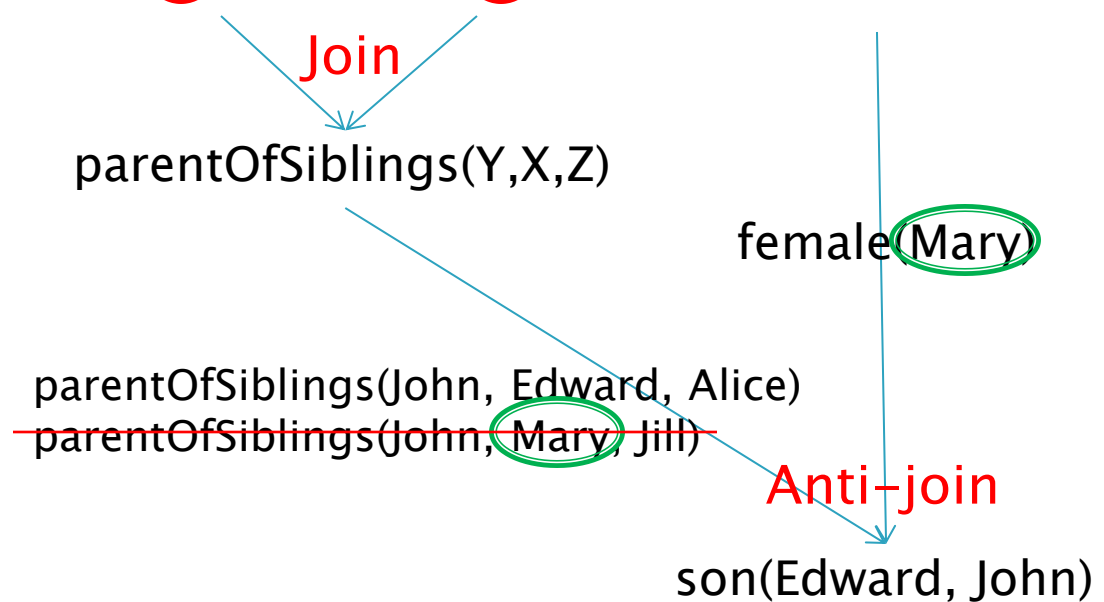 Join
parentOfSiblings(Y,X,Z)
female(Mary)
parentOfSiblings(John, Edward, Alice)
parentOfSiblings(John, Mary, Jill)
Anti-join
son(Edward, John)